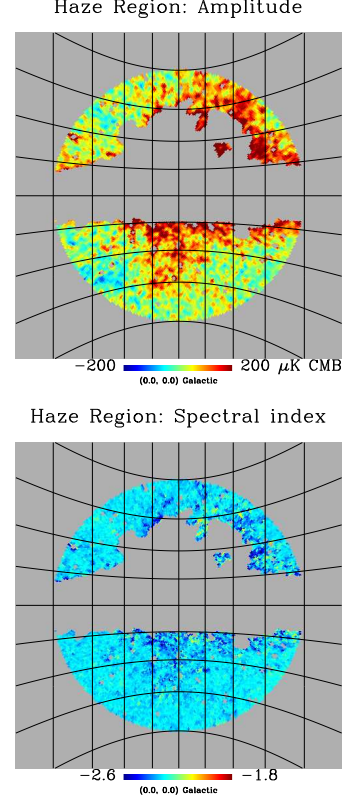 Haze Region: Amplitude
−200 200 μK CMB
(0.0, 0.0) Galactic
Haze Region: Spectral index
−2.6 −1.8
(0.0, 0.0) Galactic